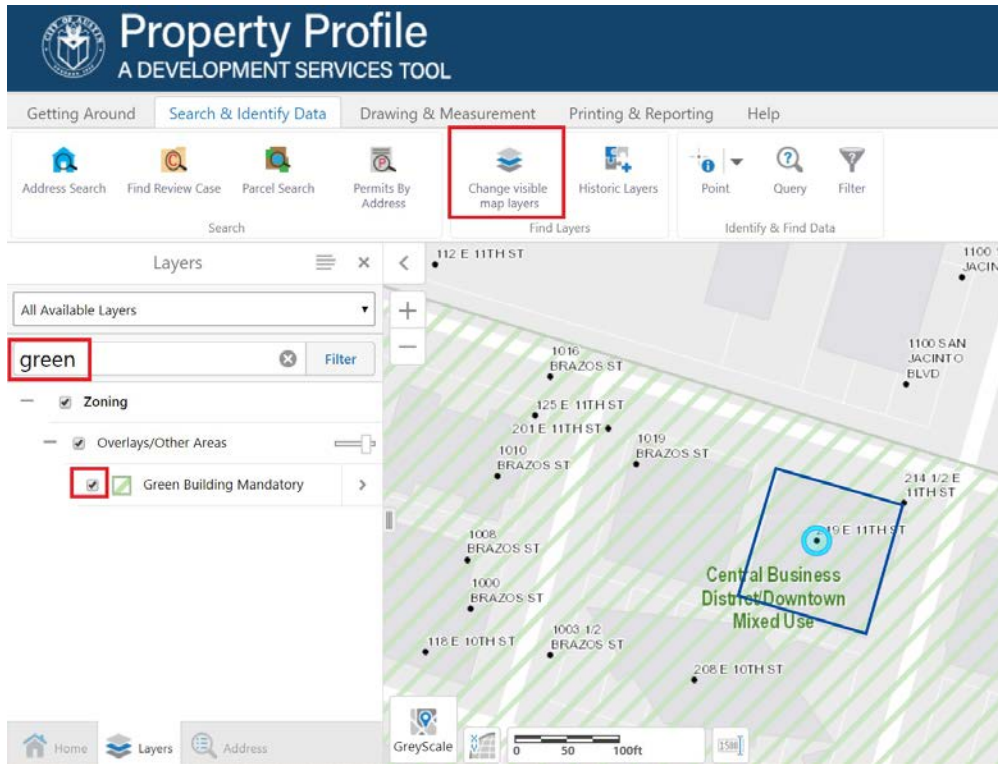 Property Profile
A DEVELOPMENT SERVICES TOOL
Getting Around Search & Identify Data Drawing & Measurement Printing & Reporting Help
Address Search Find Review Case Parcel Search Permits By Address Change visible map layers Historic Layers Point Query Filter
Search Find Layers Identify & Find Data
Layers
All Available Layers
green Filter
Zoning
Overlays/Other Areas
Green Building Mandatory
112 E 11TH ST
1100 SAN
JACINTO
BLVD
1016
BRAZOS ST
125 E 11TH ST
201 E 11TH ST
1019
BRAZOS ST
1010
BRAZOS ST
214 1/2 E
11TH ST
19 E 11TH ST
1008
BRAZOS ST
Central Business
District/Downtown
Mixed Use
1000
BRAZOS ST
1003 1/2
BRAZOS ST
118 E 10TH ST
208 E 10TH ST
Home Layers Address
GreyScale
0 50 100ft